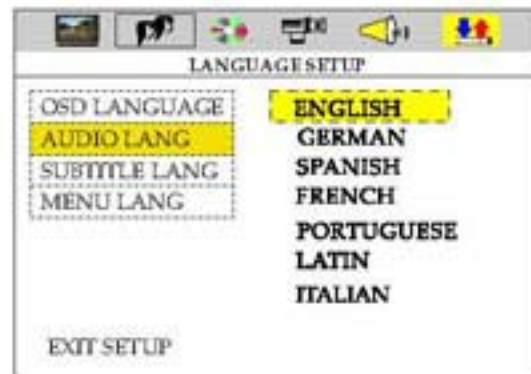 LANGUAGE SETUP
OSD LANGUAGE
AUDIO LANG
SUBTITLE LANG
MENU LANG
ENGLISH
GERMAN
SPANISH
FRENCH
PORTUGUESE
LATIN
ITALIAN
EXIT SETUP